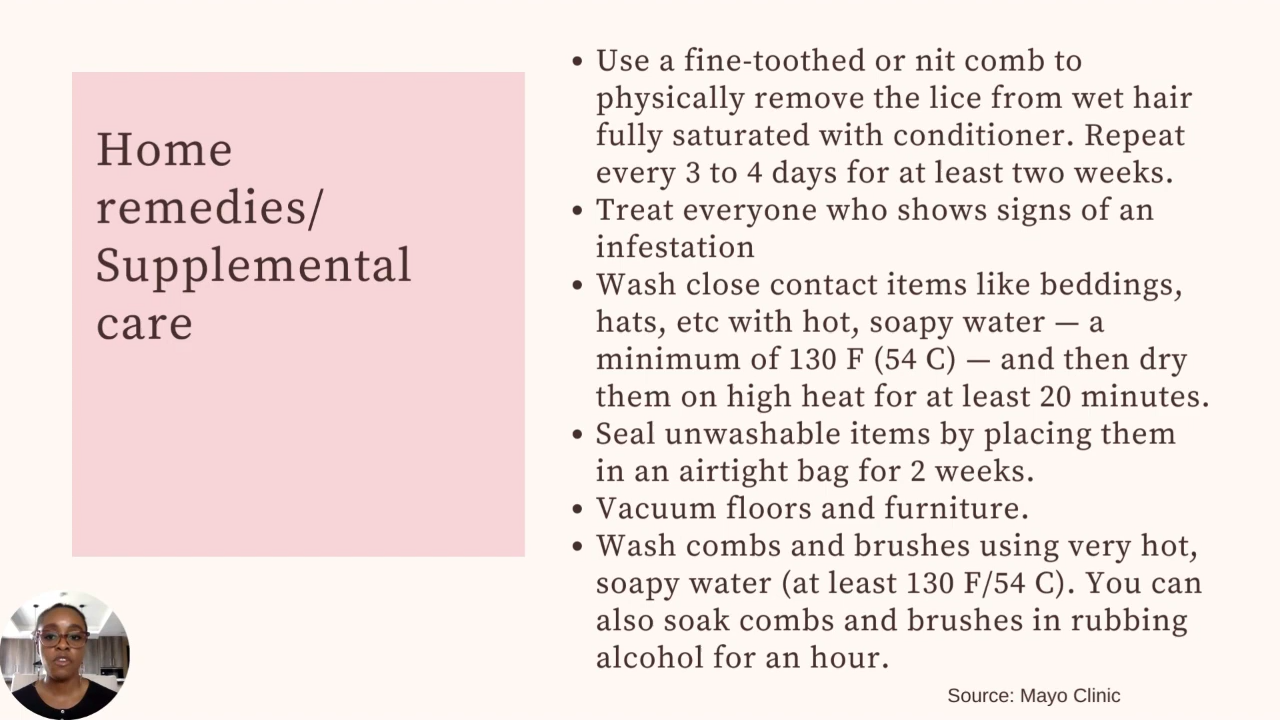 Home
remedies/
Supplemental
care
• Use a fine-toothed or nit comb to
physically remove the lice from wet hair
fully saturated with conditioner. Repeat
every 3 to 4 days for at least two weeks.
• Treat everyone who shows signs of an
infestation
• Wash close contact items like beddings,
hats, etc with hot, soapy water — a
minimum of 130 F (54 C) — and then dry
them on high heat for at least 20 minutes.
• Seal unwashable items by placing them
in an airtight bag for 2 weeks.
• Vacuum floors and furniture.
• Wash combs and brushes using very hot,
soapy water (at least 130 F/54 C). You can
also soak combs and brushes in rubbing
alcohol for an hour.
Source: Mayo Clinic